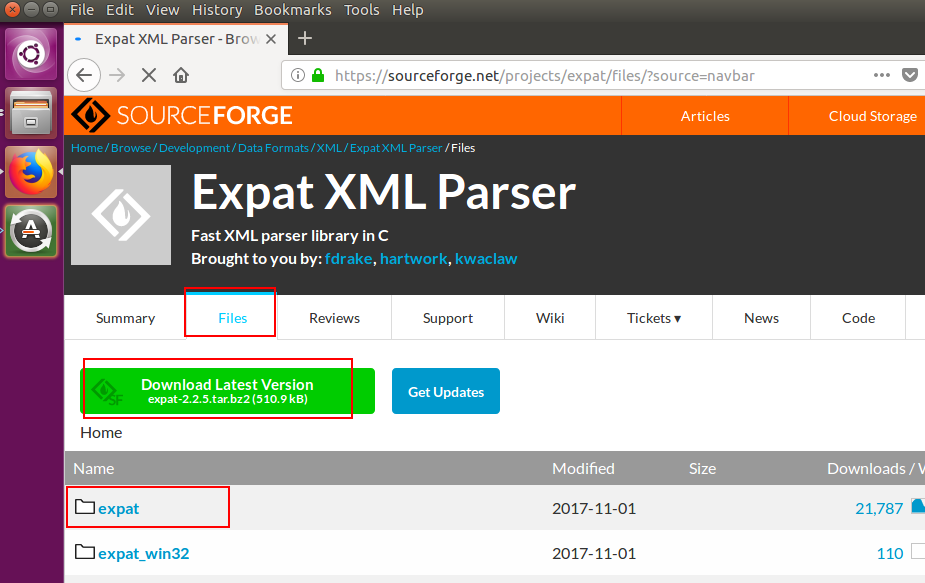 File Edit View History Bookmarks Tools Help
Expat XML Parser - Brow
https://sourceforge.net/projects/expat/files/?source=navbar
SOURCEFORGE
Articles
Cloud Storage
Home / Browse / Development / Data Formats / XML / Expat XML Parser / Files
Expat XML Parser
Fast XML parser library in C
Brought to you by: fdrake, hartwork, kwaclaw
Summary Files Reviews Support Wiki Tickets ▾ News Code
Download Latest Version
expat-2.2.5.tar.bz2 (510.9 kB)
SF
Get Updates
Home
Name Modified Size Downloads / W
expat 2017-11-01 21,787
expat_win32 2017-11-01 110